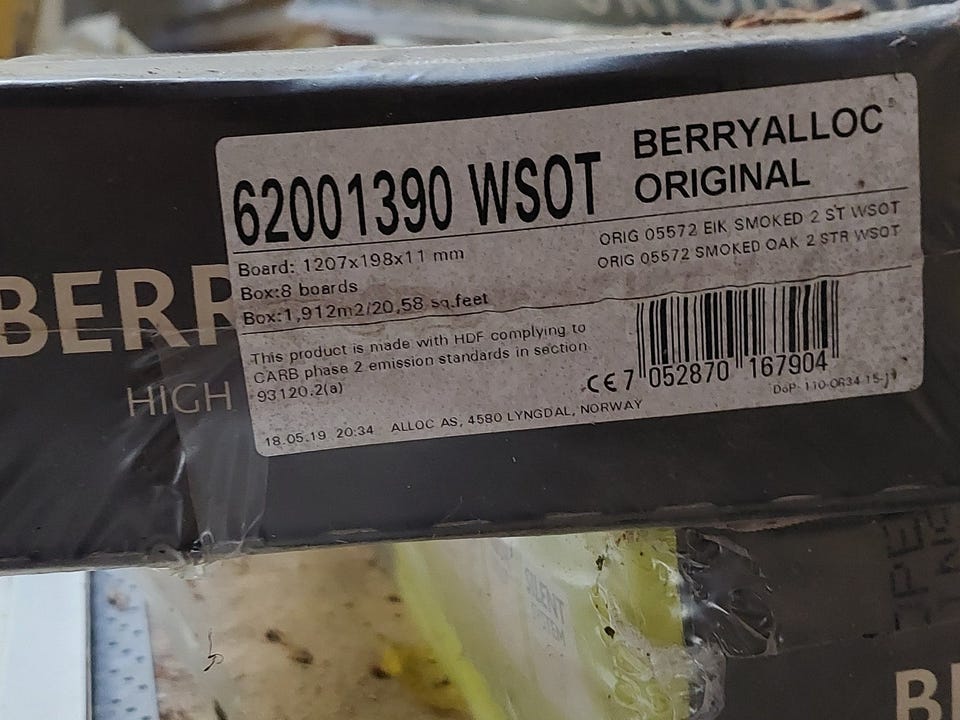 62001390 WSOT
BERRYALLOC®
ORIGINAL
Board: 1207x198x11 mm
Box:8 boards
Box:1,912m2/20,58 sq.feet
ORIG 05572 EIK SMOKED 2 ST WSOT
ORIG 05572 SMOKED OAK 2 STR WSOT
This product is made with HDF complying to
CARB phase 2 emission standards in section
93120.2(a)
CE 7 052870 167904
18.05.19 20:34 ALLOC AS, 4580 LYNGDAL, NORWAY
BERR
HIGH
SILENT